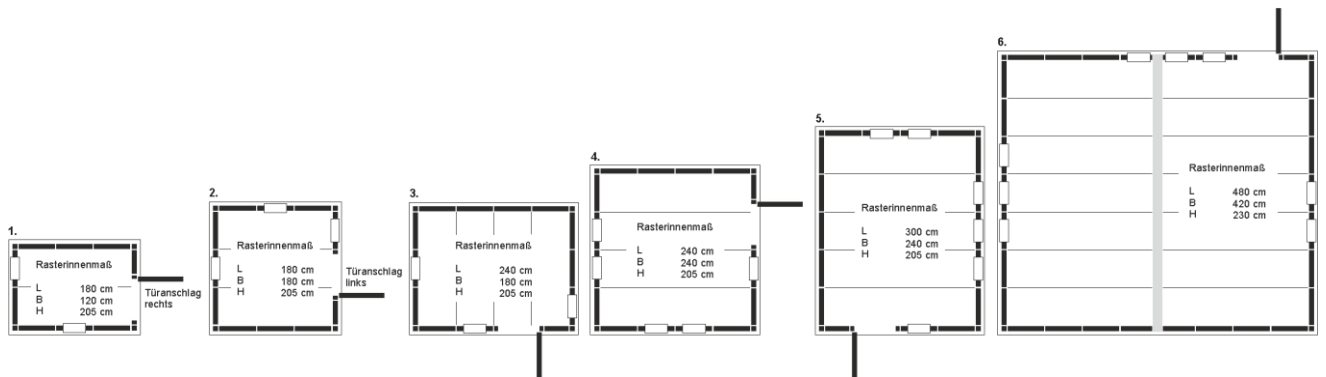 1.
Rasterinnenmaß
L 180 cm
B 120 cm
H 205 cm
Türanschlag
rechts
2.
Rasterinnenmaß
L 180 cm
B 180 cm
H 205 cm
Türanschlag
links
3.
Rasterinnenmaß
L 240 cm
B 180 cm
H 205 cm
4.
Rasterinnenmaß
L 240 cm
B 240 cm
H 205 cm
5.
Rasterinnenmaß
L 300 cm
B 240 cm
H 205 cm
6.
Rasterinnenmaß
L 480 cm
B 420 cm
H 230 cm